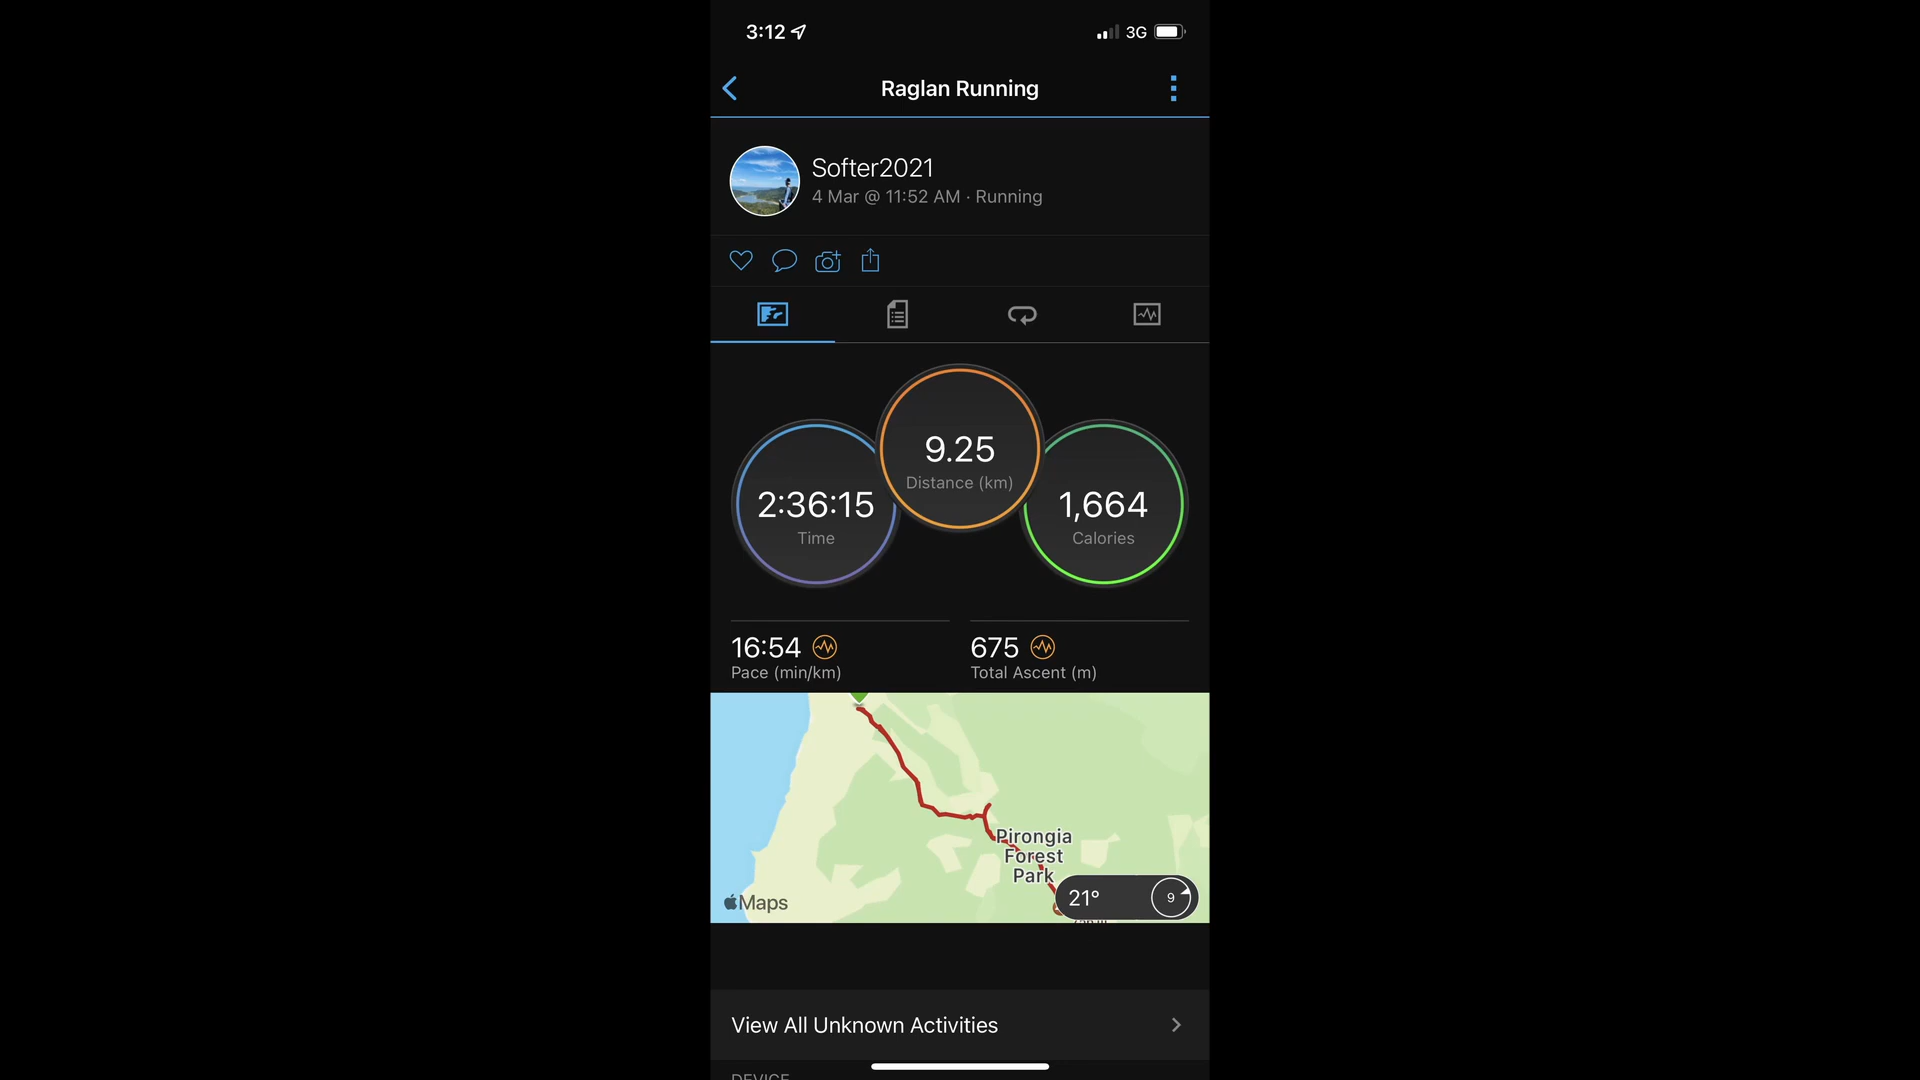 3:12
3G
Raglan Running
Softer2021
4 Mar @ 11:52 AM · Running
9.25
Distance (km)
2:36:15
Time
1,664
Calories
16:54
Pace (min/km)
675
Total Ascent (m)
Pirongia
Forest
Park
21°
9
Maps
View All Unknown Activities
DEVICE